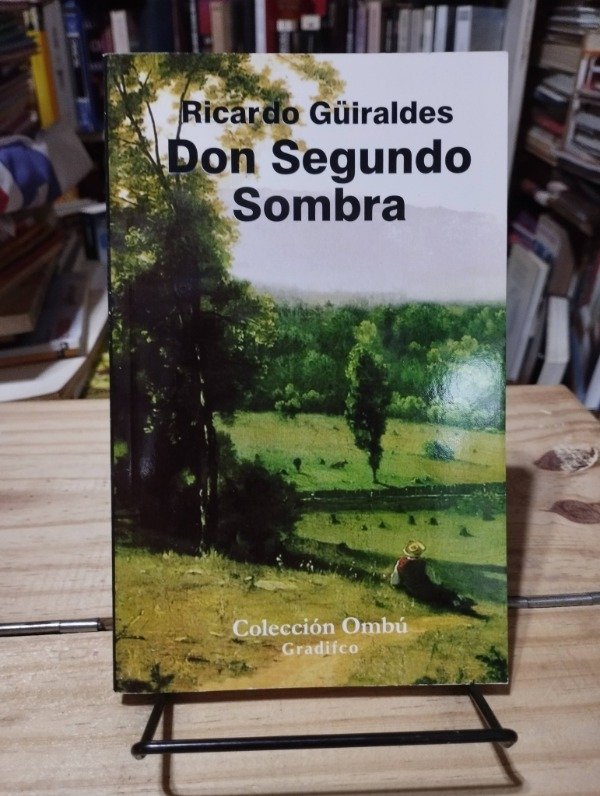 Ricardo Güiraldes
Don Segundo
Sombra
Colección Ombú
Gradifco